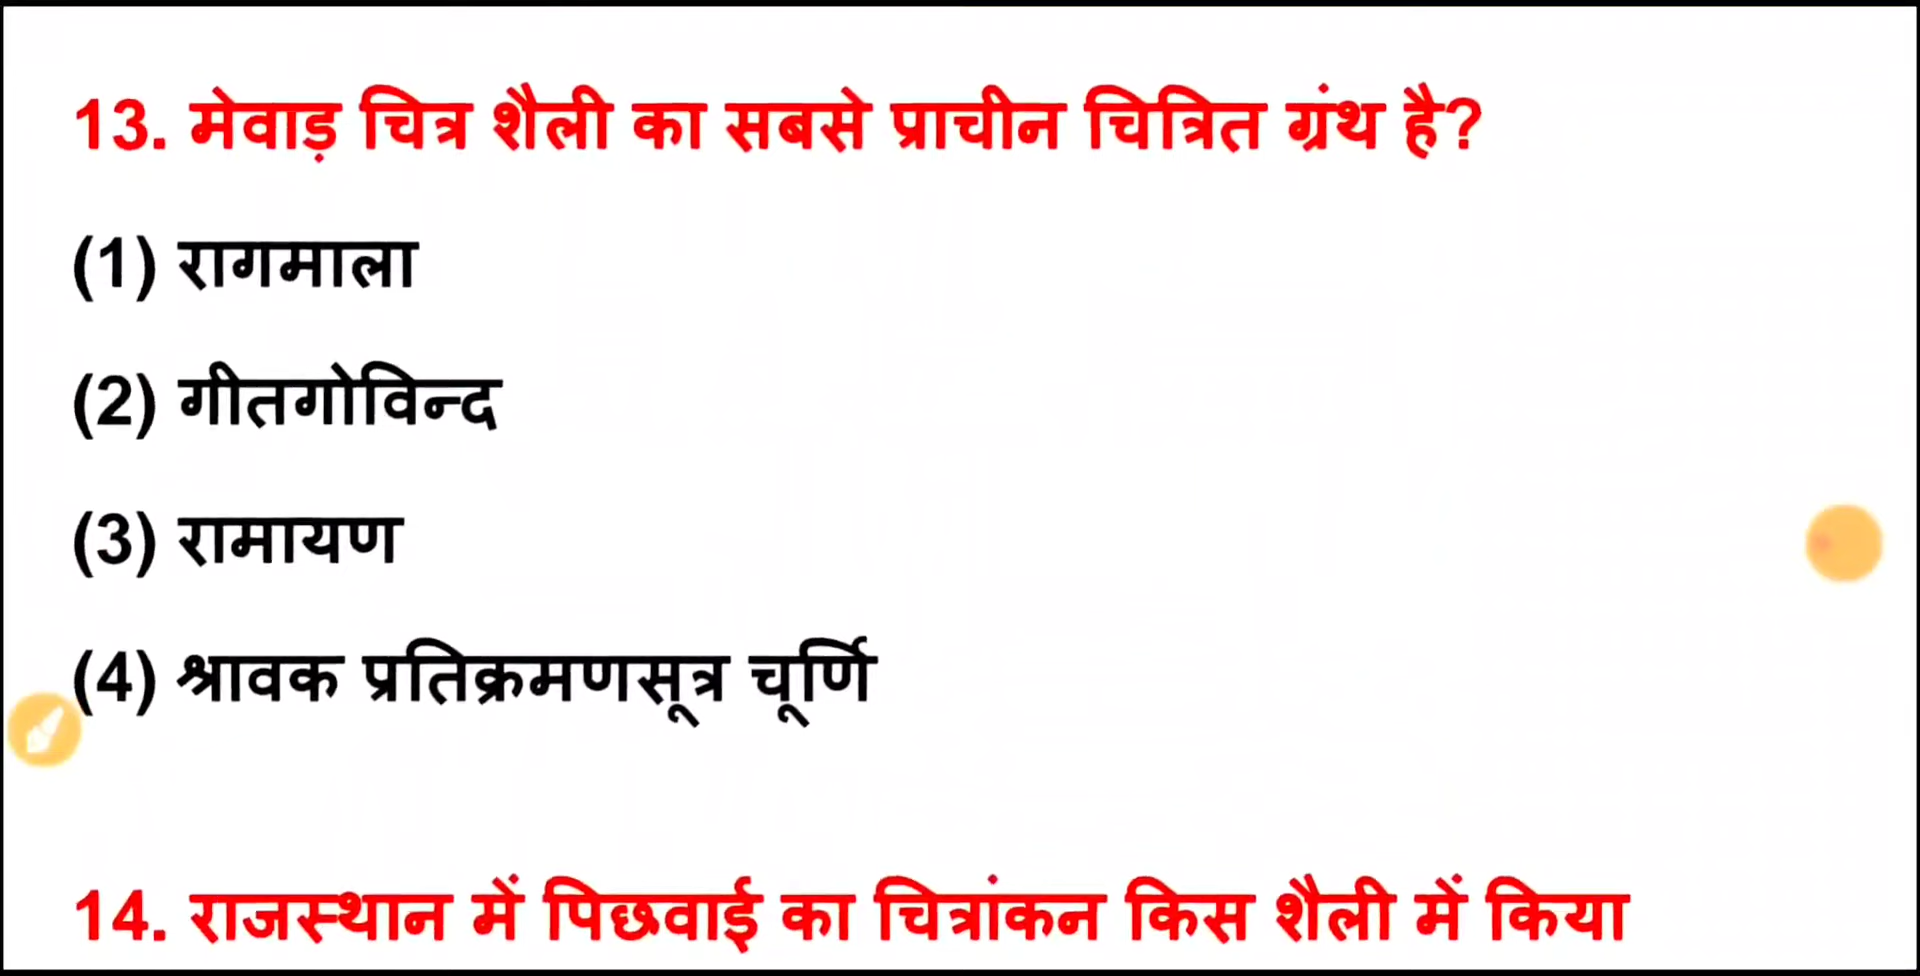 13. मेवाड़ चित्र शैली का सबसे प्राचीन चित्रित ग्रंथ है?
(1) रागमाला
(2) गीतगोविन्द
(3) रामायण
(4) श्रावक प्रतिक्रमणसूत्र चूर्णि
14. राजस्थान में पिछवाई का चित्रांकन किस शैली में किया